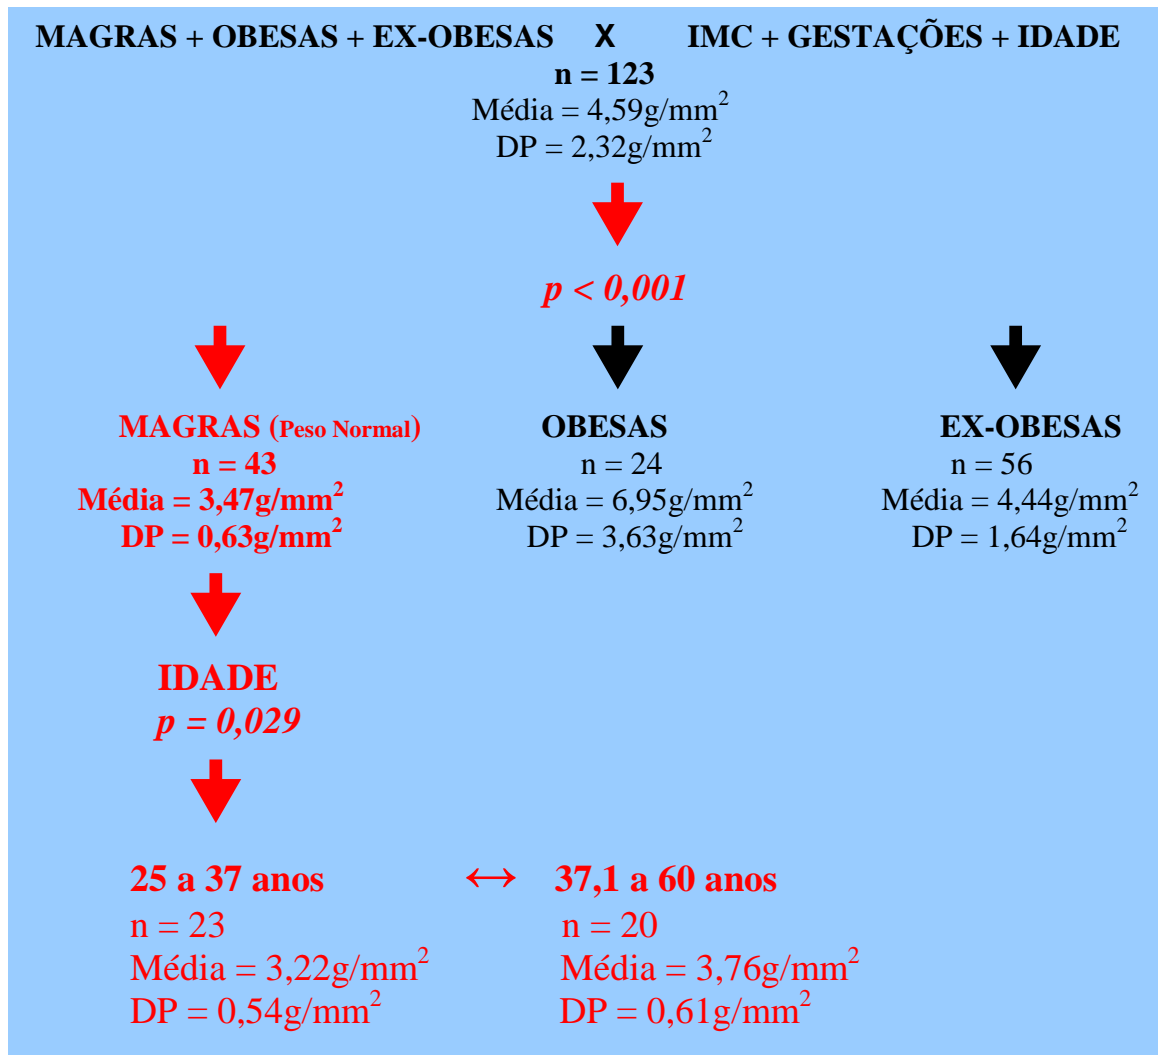 MAGRAS + OBESAS + EX-OBESAS X IMC + GESTAÇÕES + IDADE
n = 123
Média = 4,59g/mm²
DP = 2,32g/mm²
p < 0,001
MAGRAS (Peso Normal) OBESAS EX-OBESAS
n = 43 n = 24 n = 56
Média = 3,47g/mm² Média = 6,95g/mm² Média = 4,44g/mm²
DP = 0,63g/mm² DP = 3,63g/mm² DP = 1,64g/mm²
IDADE
p = 0,029
25 a 37 anos ↔ 37,1 a 60 anos
n = 23 n = 20
Média = 3,22g/mm² Média = 3,76g/mm²
DP = 0,54g/mm² DP = 0,61g/mm²